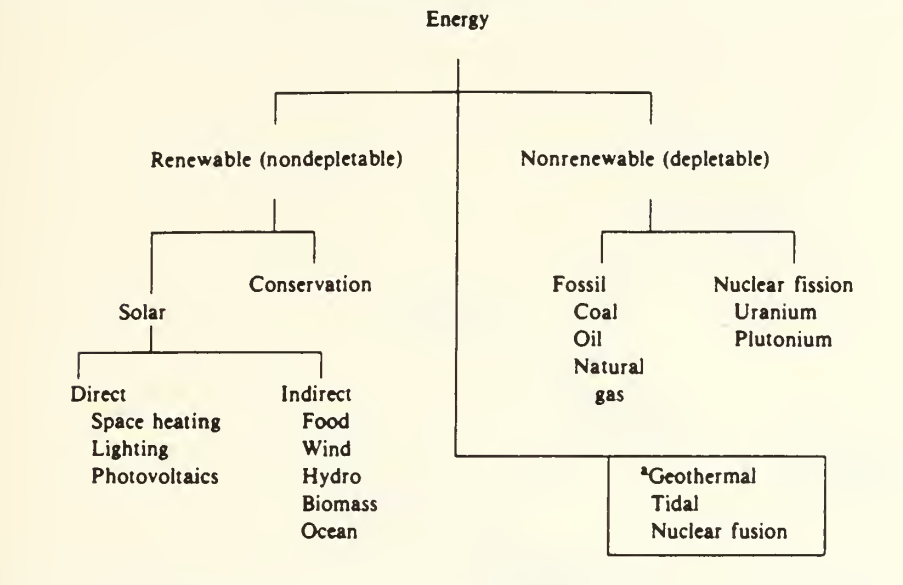 Energy
Renewable (nondepletable)
Nonrenewable (depletable)
Solar
Conservation
Direct
Space heating
Lighting
Photovoltaics
Indirect
Food
Wind
Hydro
Biomass
Ocean
Fossil
Coal
Oil
Natural
gas
Nuclear fission
Uranium
Plutonium
ᵃGeothermal
Tidal
Nuclear fusion